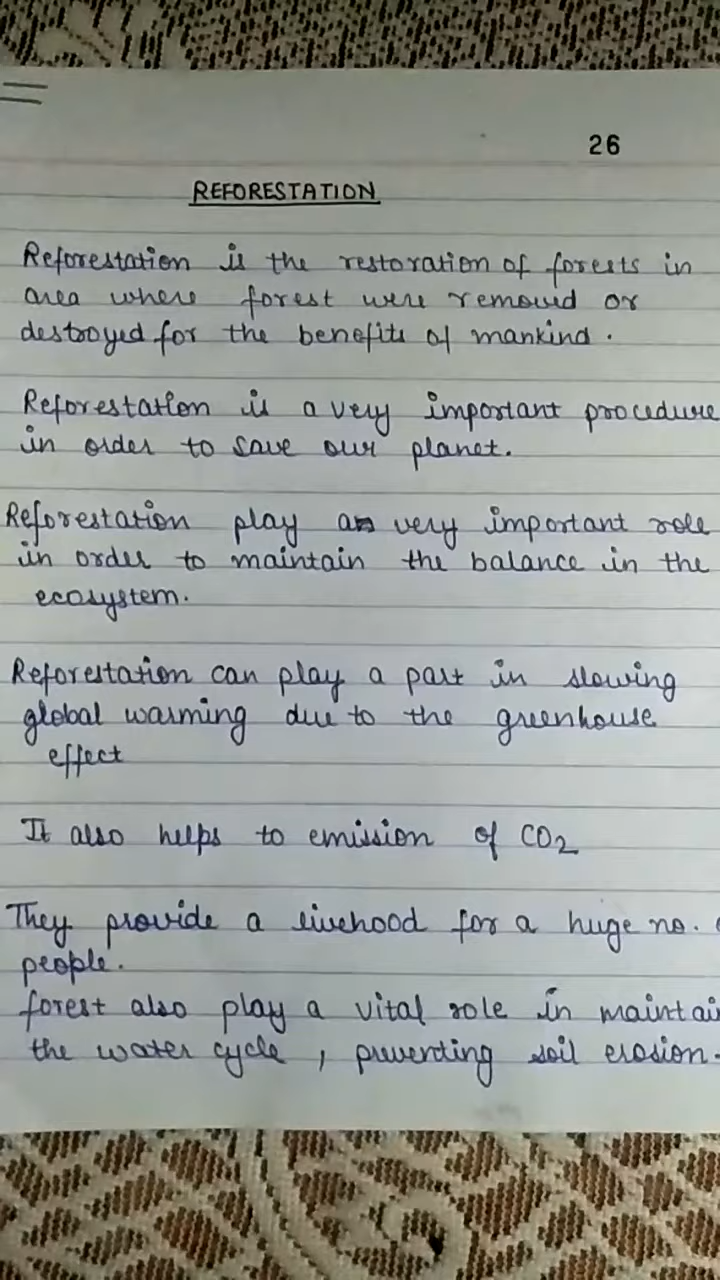 26
REFORESTATION
Reforestation is the restoration of forests in
area where forest were removed or
destroyed for the benefits of mankind.
Reforestation is a very important procedure
in order to save our planet.
Reforestation play a very important role
in order to maintain the balance in the
ecosystem.
Reforestation can play a part in slowing
global warming due to the greenhouse
effect
It also helps to emission of CO2
They provide a livehood for a huge no.
people.
forest also play a vital role in maintai
the water cycle, preventing soil erosion.